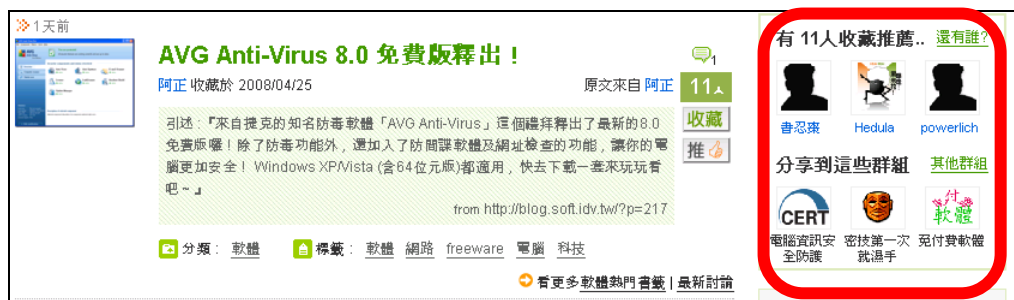 1天前
AVG Anti-Virus 8.0 免費版釋出！
1
阿正 收藏於 2008/04/25
原文來自 阿正
11人
收藏
推
引述：『來自捷克的知名防毒軟體「AVG Anti-Virus」這個禮拜釋出了最新的8.0
免費版囉！除了防毒功能外，還加入了防間諜軟體及網址檢查的功能，讓你的電
腦更加安全！ Windows XP/Vista (含64位元版)都適用，快去下載一套來玩玩看
吧～』
from http://blog.soft.idv.tw/?p=217
分類： 軟體 標籤： 軟體 網路 freeware 電腦 科技
看更多軟體熱門書籤 | 最新討論
有 11人收藏推薦.. 還有誰?
Hedula powerlich
分享到這些群組 其他群組
CERT
付
軟體
電腦資訊安
全防護
密技第一次
就濕手
免付費軟體